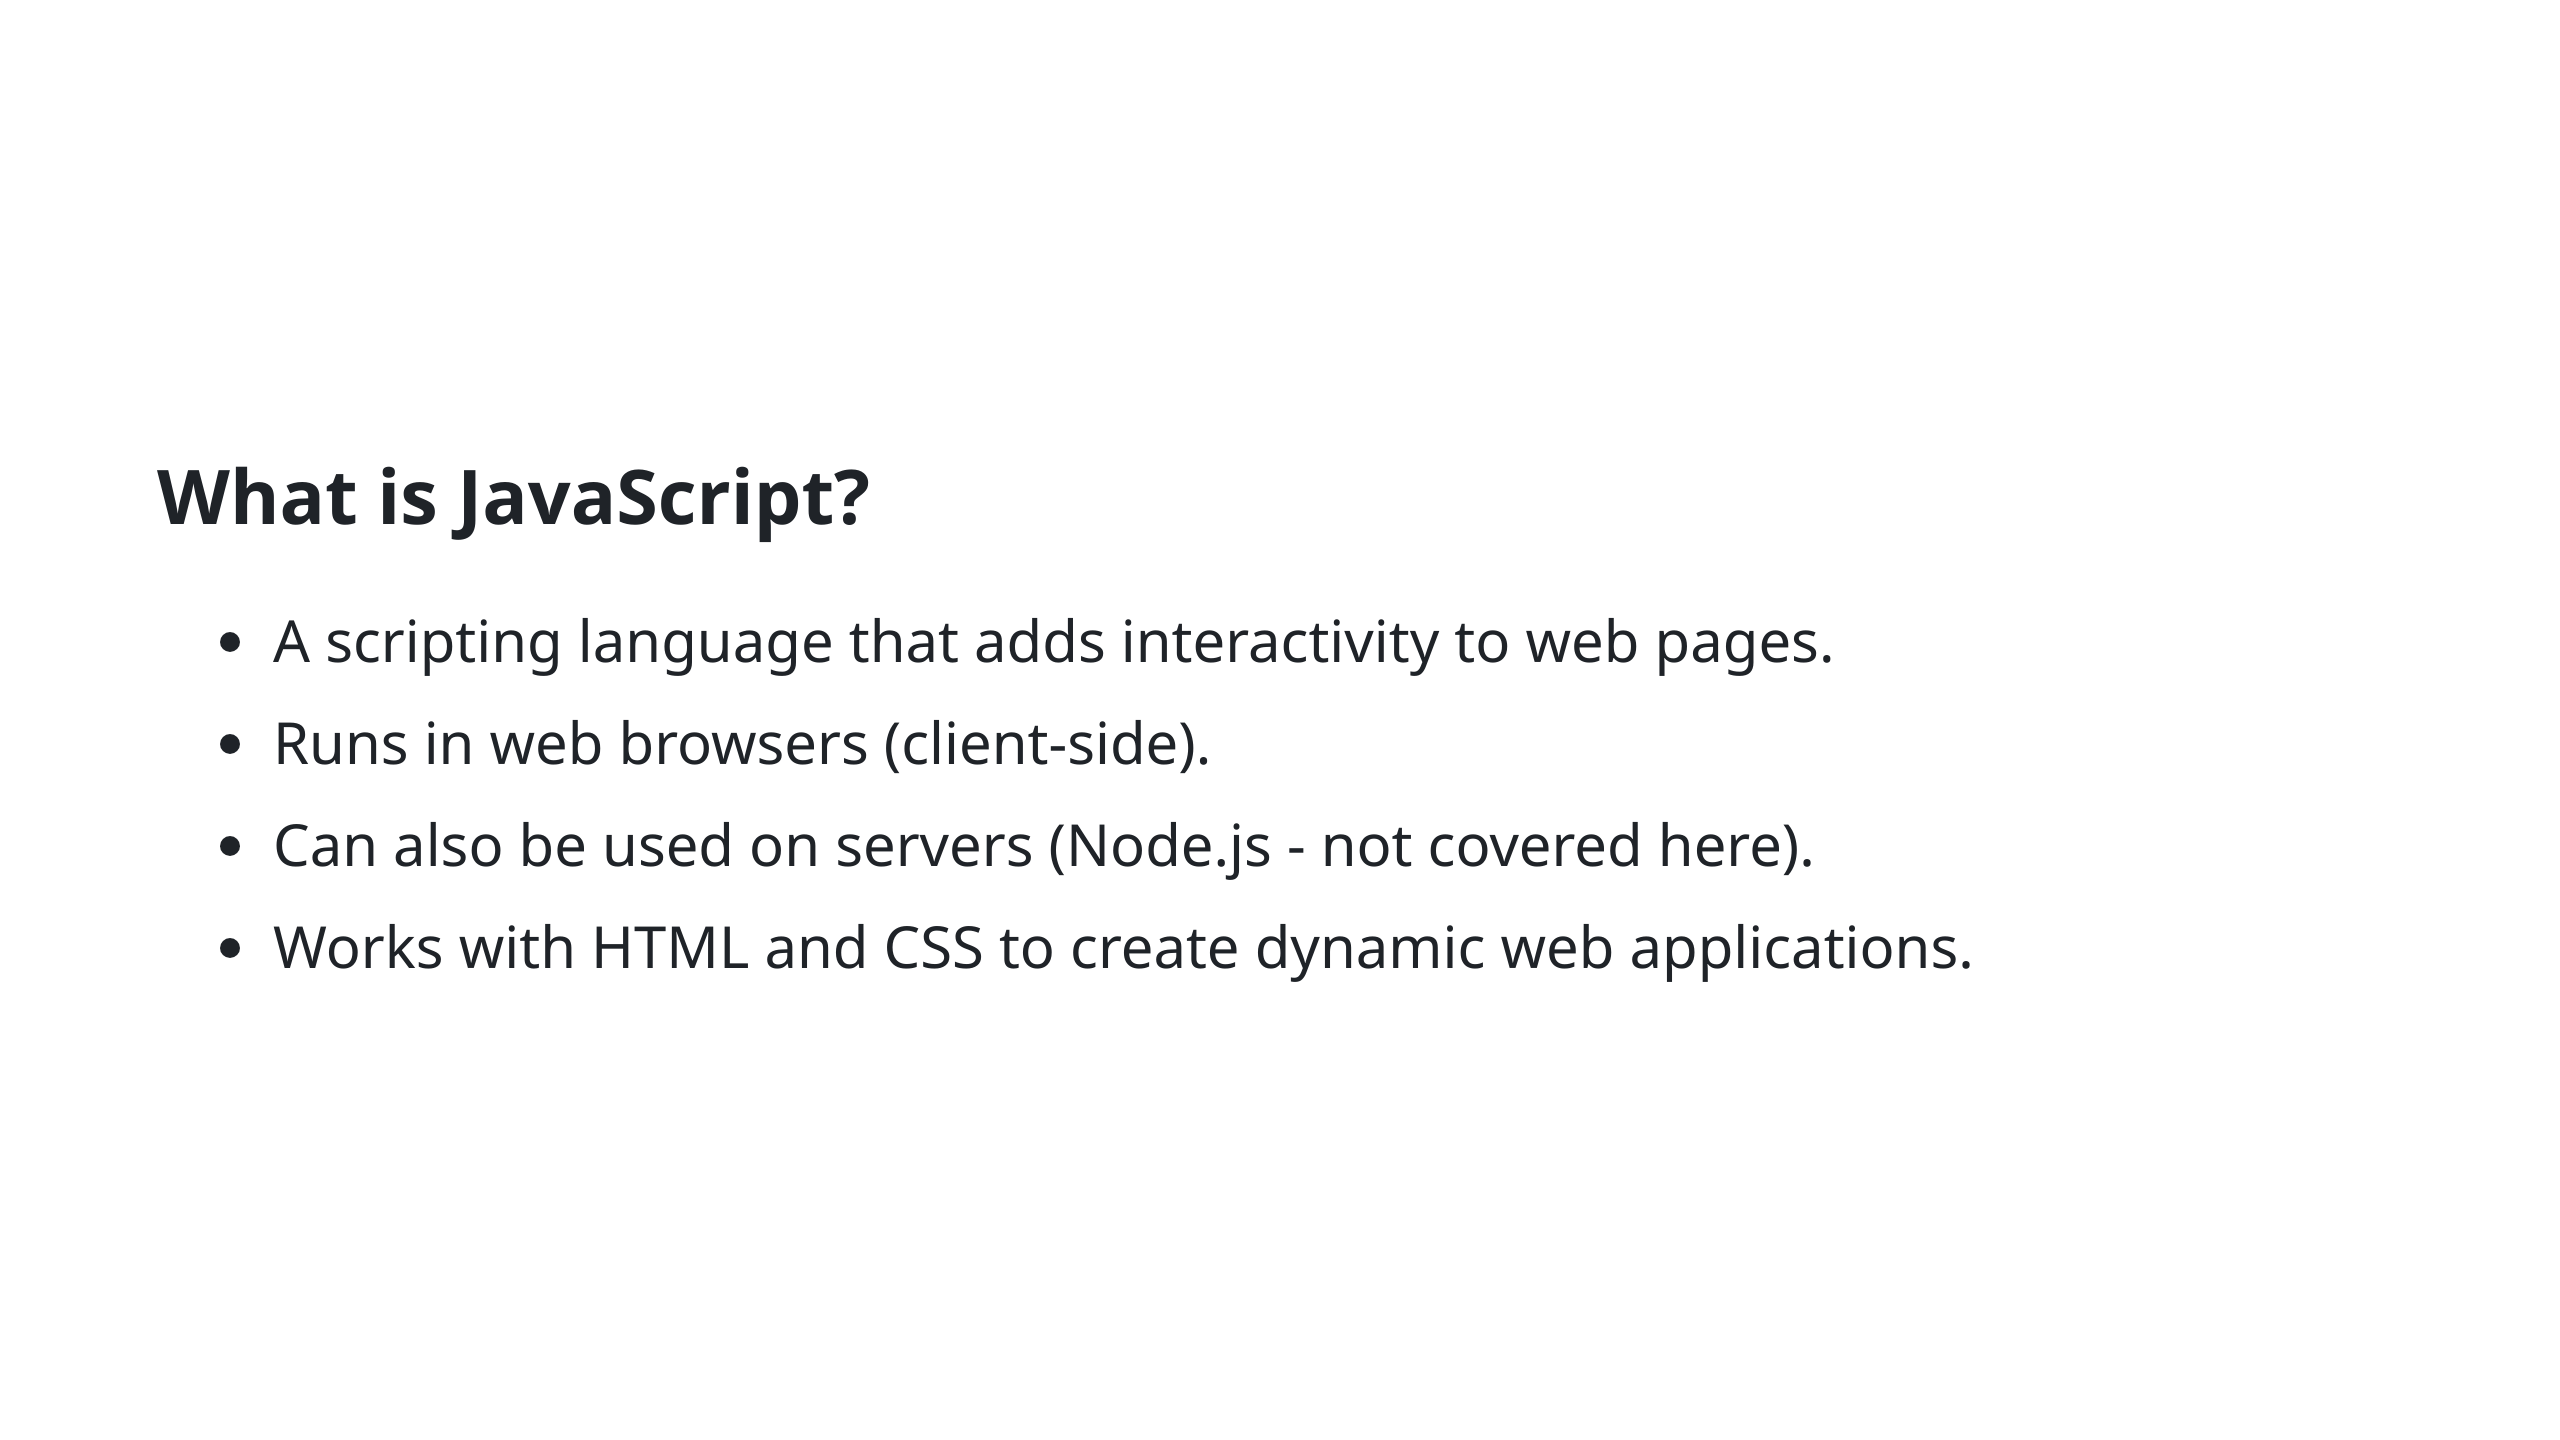 What is JavaScript?
• A scripting language that adds interactivity to web pages.
• Runs in web browsers (client-side).
• Can also be used on servers (Node.js - not covered here).
• Works with HTML and CSS to create dynamic web applications.